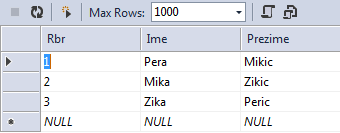 Max Rows: 1000
Rbr Ime Prezime
1 Pera Mikic
2 Mika Zikic
3 Zika Peric
NULL NULL NULL